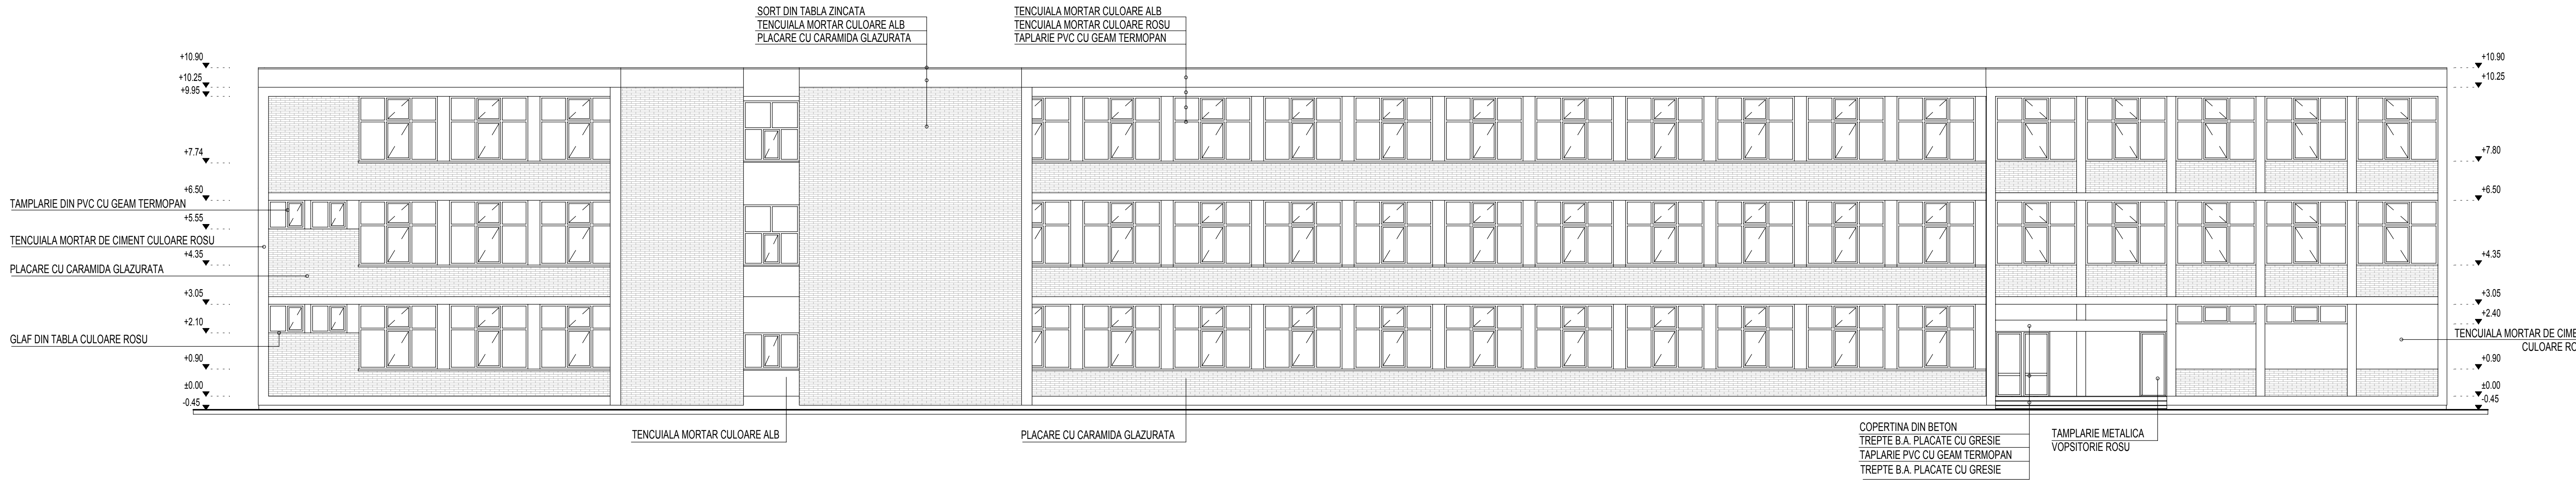 SORT DIN TABLA ZINCATA
TENCUIALA MORTAR CULOARE ALB
PLACARE CU CARAMIDA GLAZURATA
TENCUIALA MORTAR CULOARE ALB
TENCUIALA MORTAR CULOARE ROSU
TAPLARIE PVC CU GEAM TERMOPAN
+10.90
+10.25
+9.95
+7.74
+6.50
+5.55
+4.35
+3.05
+2.10
+0.90
±0.00
-0.45
TAMPLARIE DIN PVC CU GEAM TERMOPAN
TENCUIALA MORTAR DE CIMENT CULOARE ROSU
PLACARE CU CARAMIDA GLAZURATA
GLAF DIN TABLA CULOARE ROSU
+10.90
+10.25
+7.80
+6.50
+4.35
+3.05
+2.40
TENCUIALA MORTAR DE CIME
CULOARE RO
+0.90
±0.00
-0.45
TENCUIALA MORTAR CULOARE ALB
PLACARE CU CARAMIDA GLAZURATA
COPERTINA DIN BETON
TREPTE B.A. PLACATE CU GRESIE
TAPLARIE PVC CU GEAM TERMOPAN
TREPTE B.A. PLACATE CU GRESIE
TAMPLARIE METALICA
VOPSITORIE ROSU